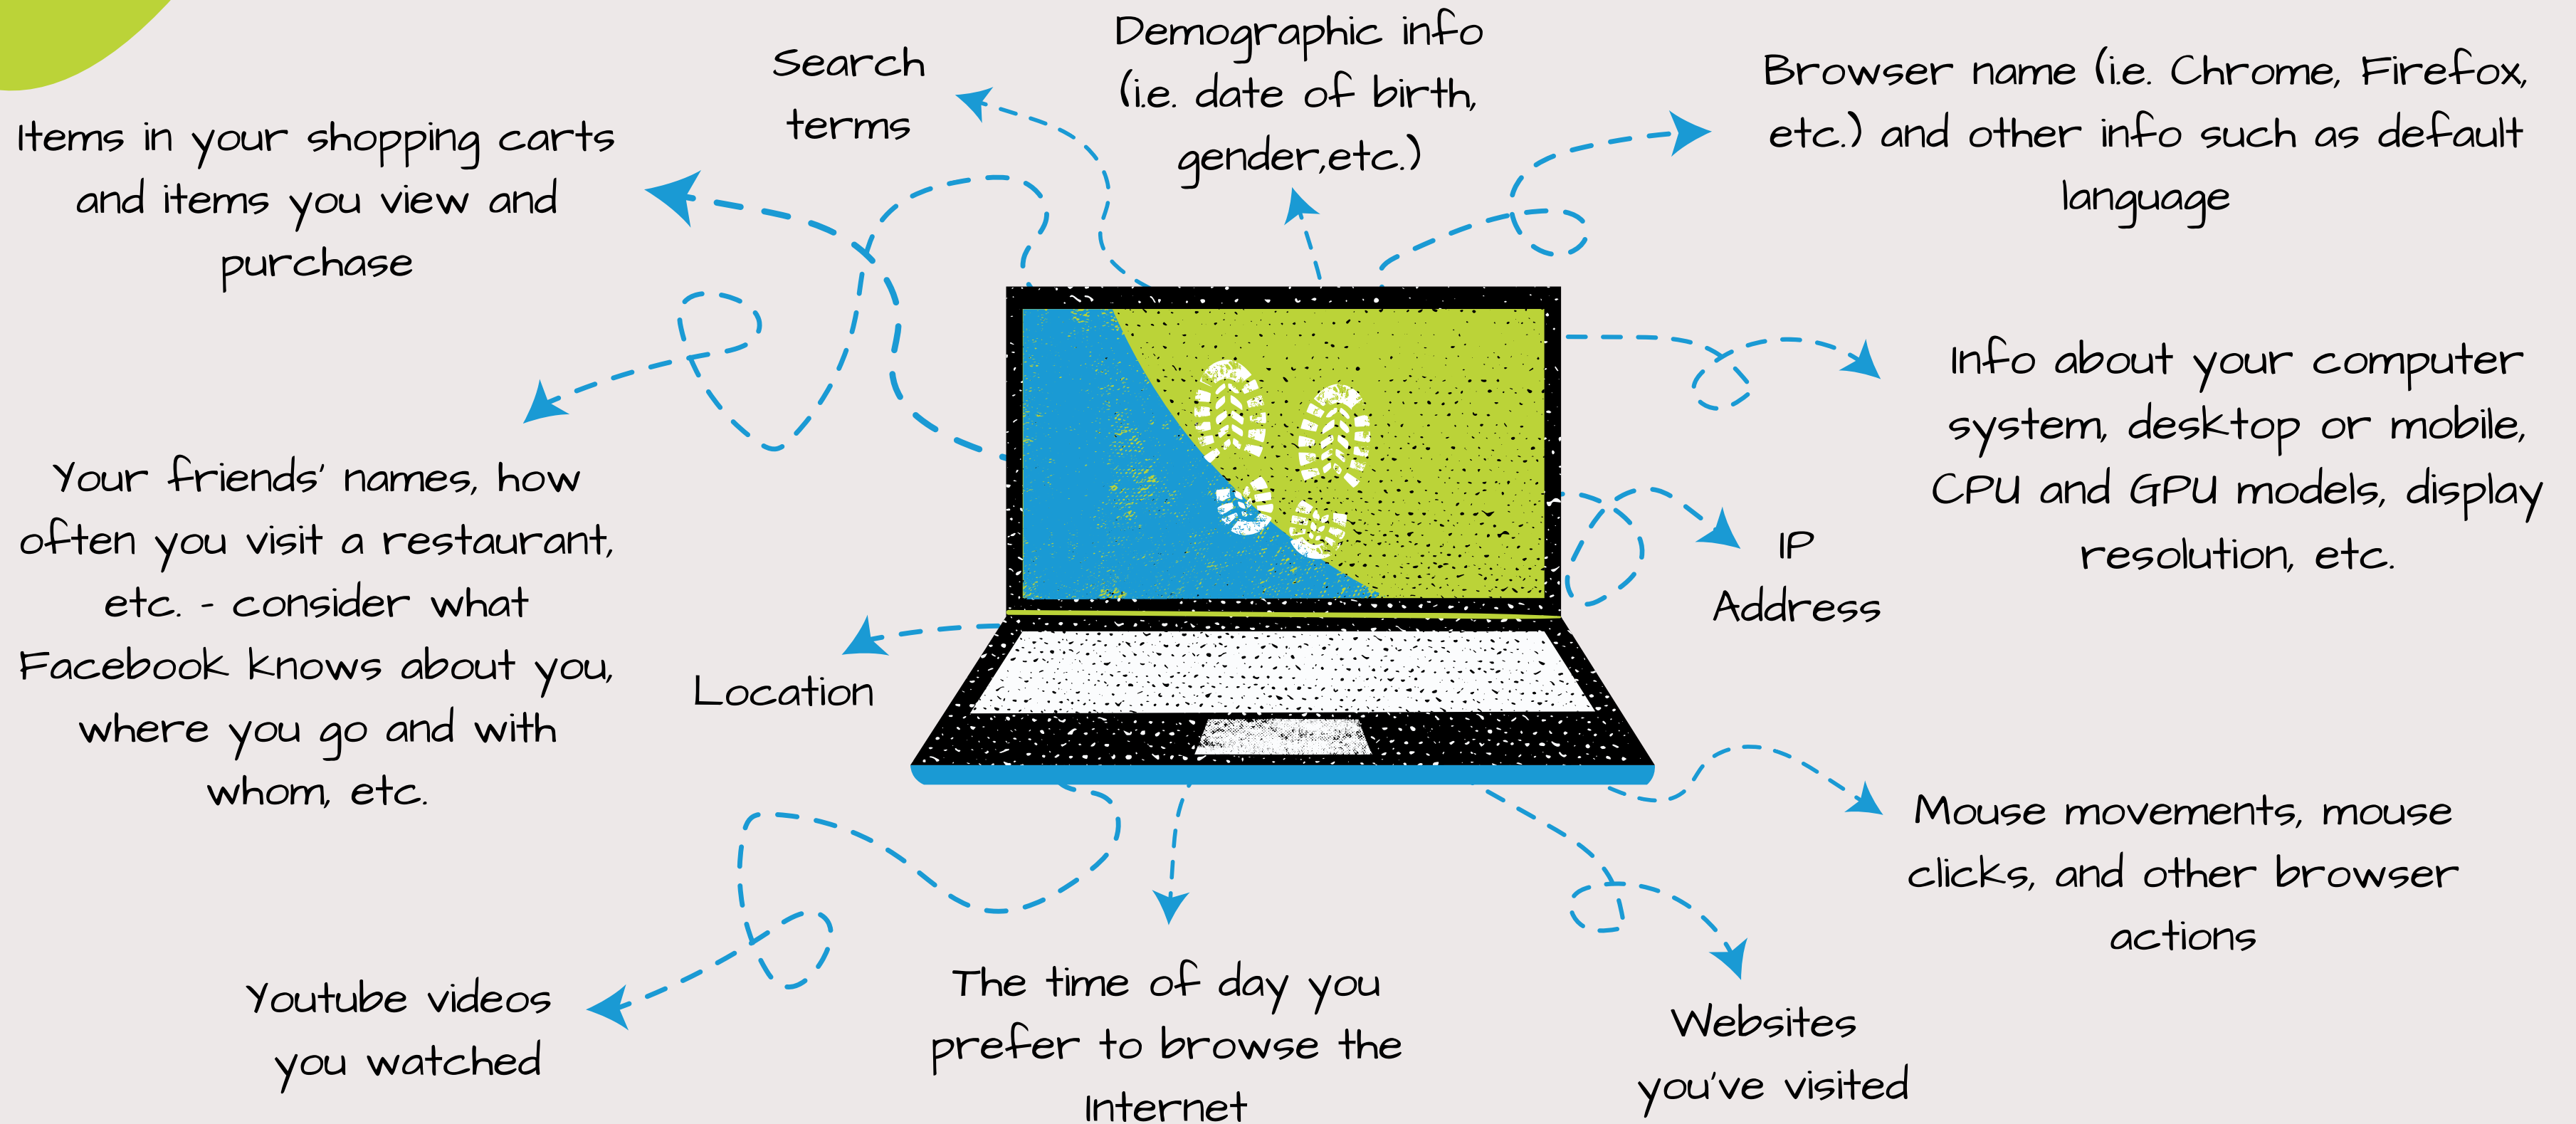 Search
terms
Demographic info
(i.e. date of birth,
gender,etc.)
Browser name (i.e. Chrome, Firefox,
etc.) and other info such as default
language
Items in your shopping carts
and items you view and
purchase
Info about your computer
system, desktop or mobile,
CPU and GPU models, display
resolution, etc.
Your friends' names, how
often you visit a restaurant,
etc. - consider what
Facebook knows about you,
where you go and with
whom, etc.
IP
Address
Location
Mouse movements, mouse
clicks, and other browser
actions
Youtube videos
you watched
The time of day you
prefer to browse the
Internet
Websites
you've visited